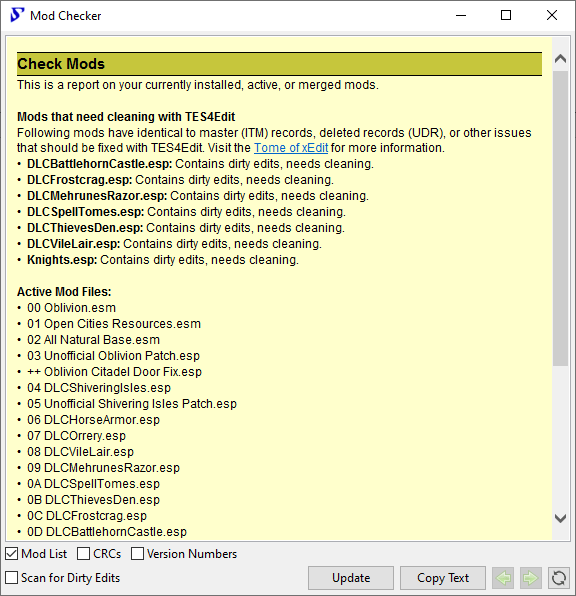 Mod Checker
Check Mods
This is a report on your currently installed, active, or merged mods.
Mods that need cleaning with TES4Edit
Following mods have identical to master (ITM) records, deleted records (UDR), or other issues
that should be fixed with TES4Edit. Visit the Tome of xEdit for more information.
• DLCBattlehornCastle.esp: Contains dirty edits, needs cleaning.
• DLCFrostcrag.esp: Contains dirty edits, needs cleaning.
• DLCMehrunesRazor.esp: Contains dirty edits, needs cleaning.
• DLCSpellTomes.esp: Contains dirty edits, needs cleaning.
• DLCThievesDen.esp: Contains dirty edits, needs cleaning.
• DLCVileLair.esp: Contains dirty edits, needs cleaning.
• Knights.esp: Contains dirty edits, needs cleaning.
Active Mod Files:
• 00 Oblivion.esm
• 01 Open Cities Resources.esm
• 02 All Natural Base.esm
• 03 Unofficial Oblivion Patch.esp
• ++ Oblivion Citadel Door Fix.esp
• 04 DLCShiveringIsles.esp
• 05 Unofficial Shivering Isles Patch.esp
• 06 DLCHorseArmor.esp
• 07 DLCOrrery.esp
• 08 DLCVileLair.esp
• 09 DLCMehrunesRazor.esp
• 0A DLCSpellTomes.esp
• 0B DLCThievesDen.esp
• 0C DLCFrostcrag.esp
• 0D DLCBattlehornCastle.esp
Mod List CRCs Version Numbers
Scan for Dirty Edits Update Copy Text